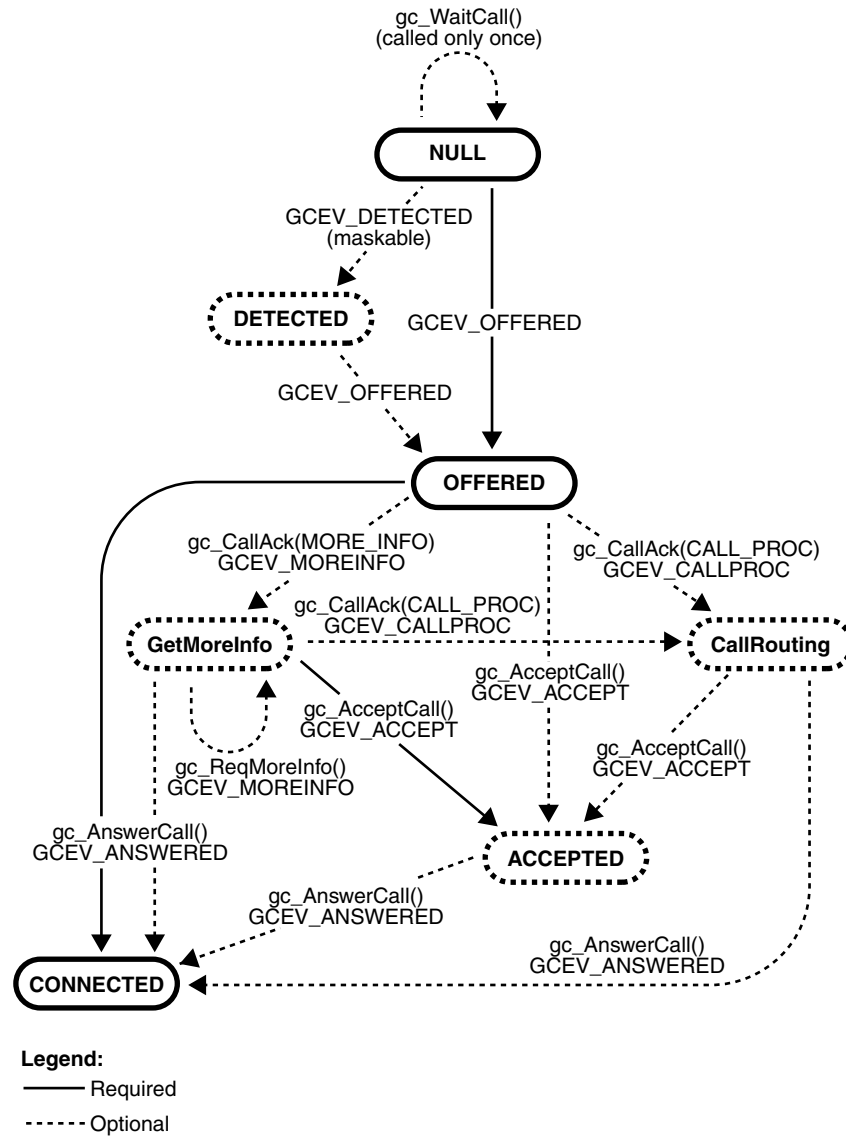 gc_WaitCall()
(called only once)
NULL
GCEV_DETECTED
(maskable)
DETECTED
GCEV_OFFERED
GCEV_OFFERED
OFFERED
gc_CallAck(MORE_INFO)
GCEV_MOREINFO
gc_CallAck(CALL_PROC)
GCEV_CALLPROC
gc_CallAck(CALL_PROC)
GCEV_CALLPROC
GetMoreInfo
CallRouting
gc_AcceptCall()
GCEV_ACCEPT
gc_AcceptCall()
GCEV_ACCEPT
gc_AcceptCall()
GCEV_ACCEPT
gc_ReqMoreInfo()
GCEV_MOREINFO
gc_AnswerCall()
GCEV_ANSWERED
ACCEPTED
gc_AnswerCall()
GCEV_ANSWERED
gc_AnswerCall()
GCEV_ANSWERED
CONNECTED
Legend:
Required
Optional